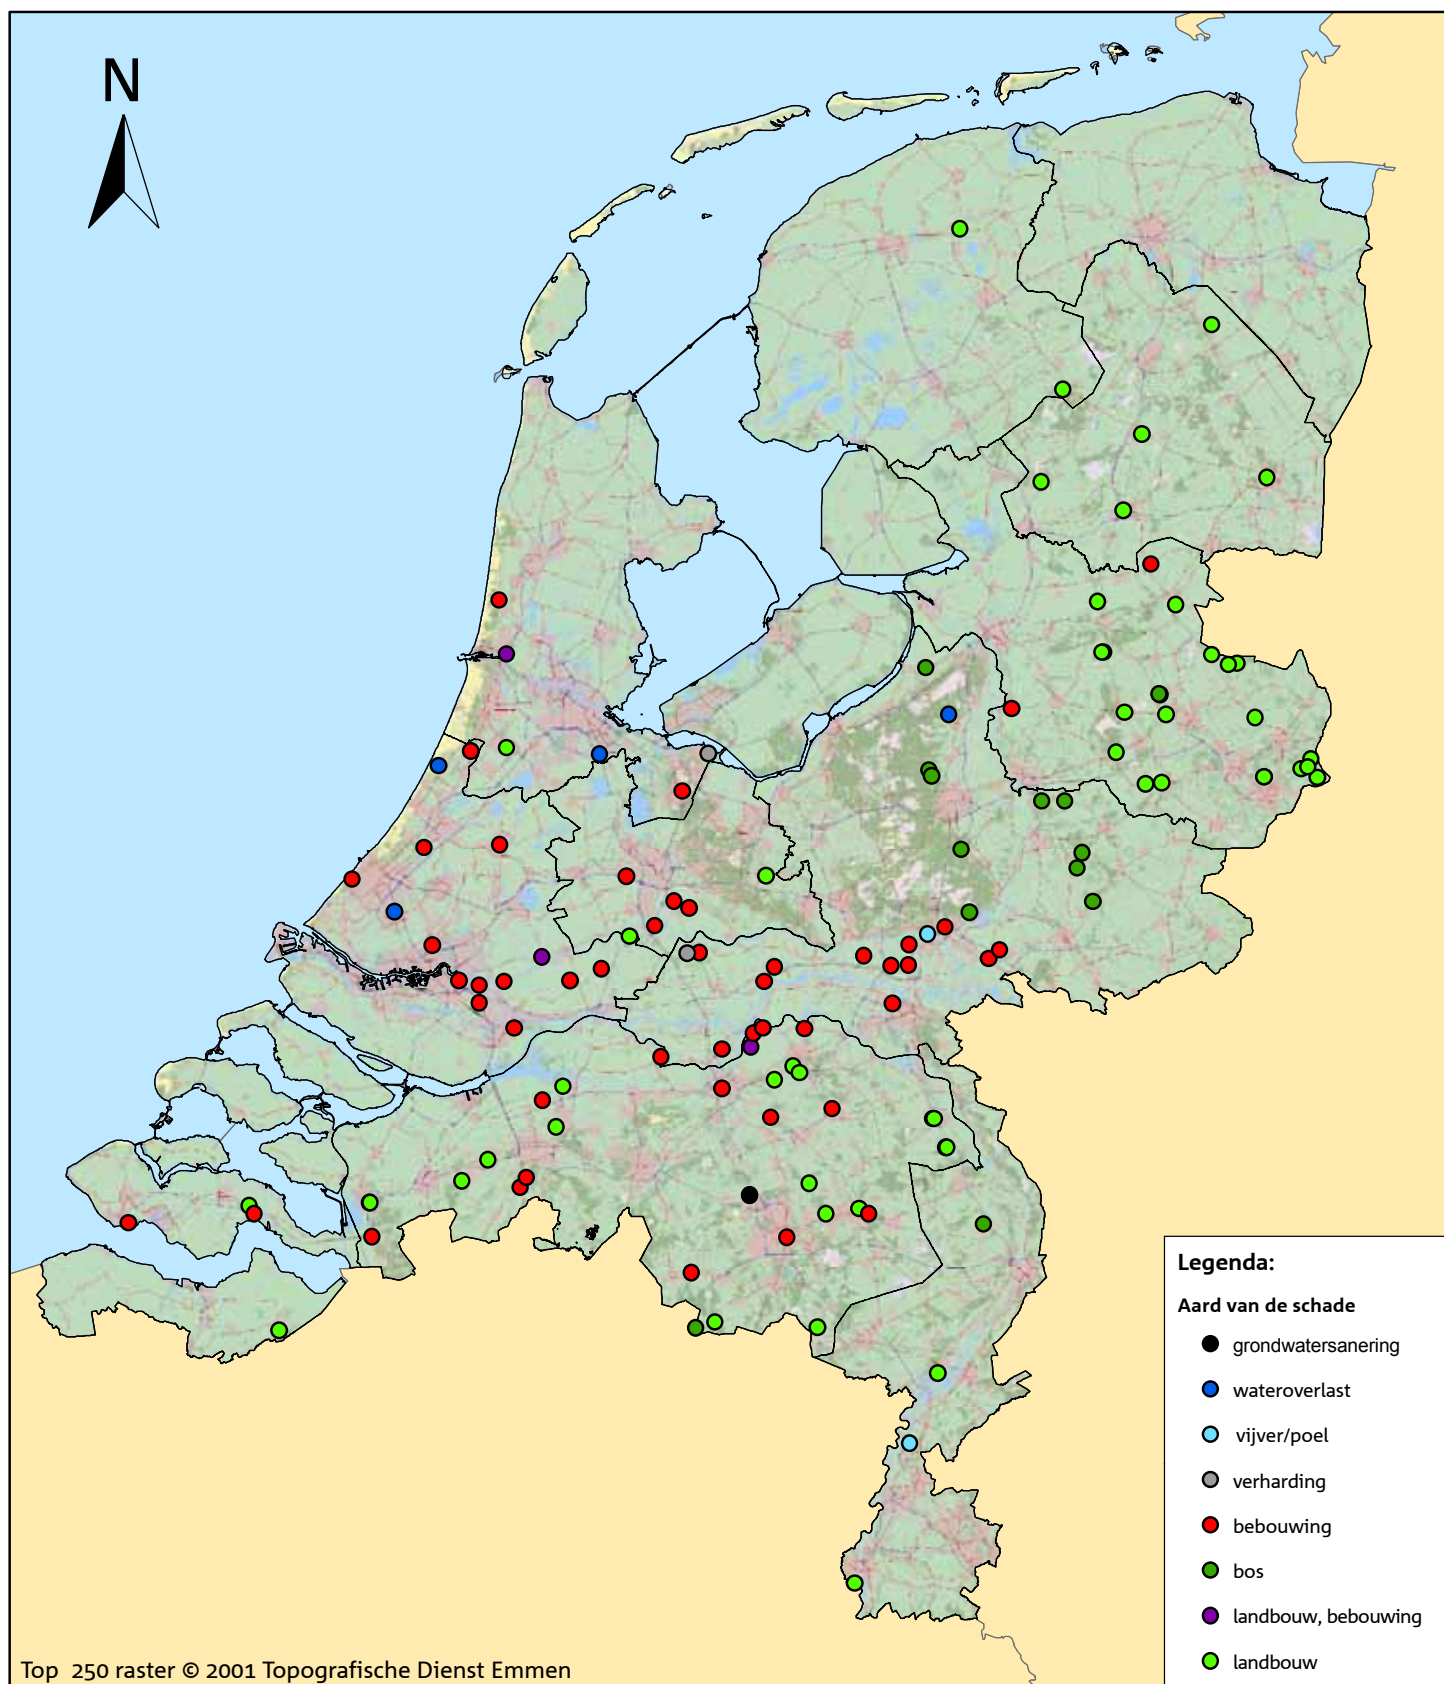 N
Legenda:
Aard van de schade
grondwatersanering
wateroverlast
vijver/poel
verharding
bebouwing
bos
landbouw, bebouwing
landbouw
Top 250 raster © 2001 Topografische Dienst Emmen